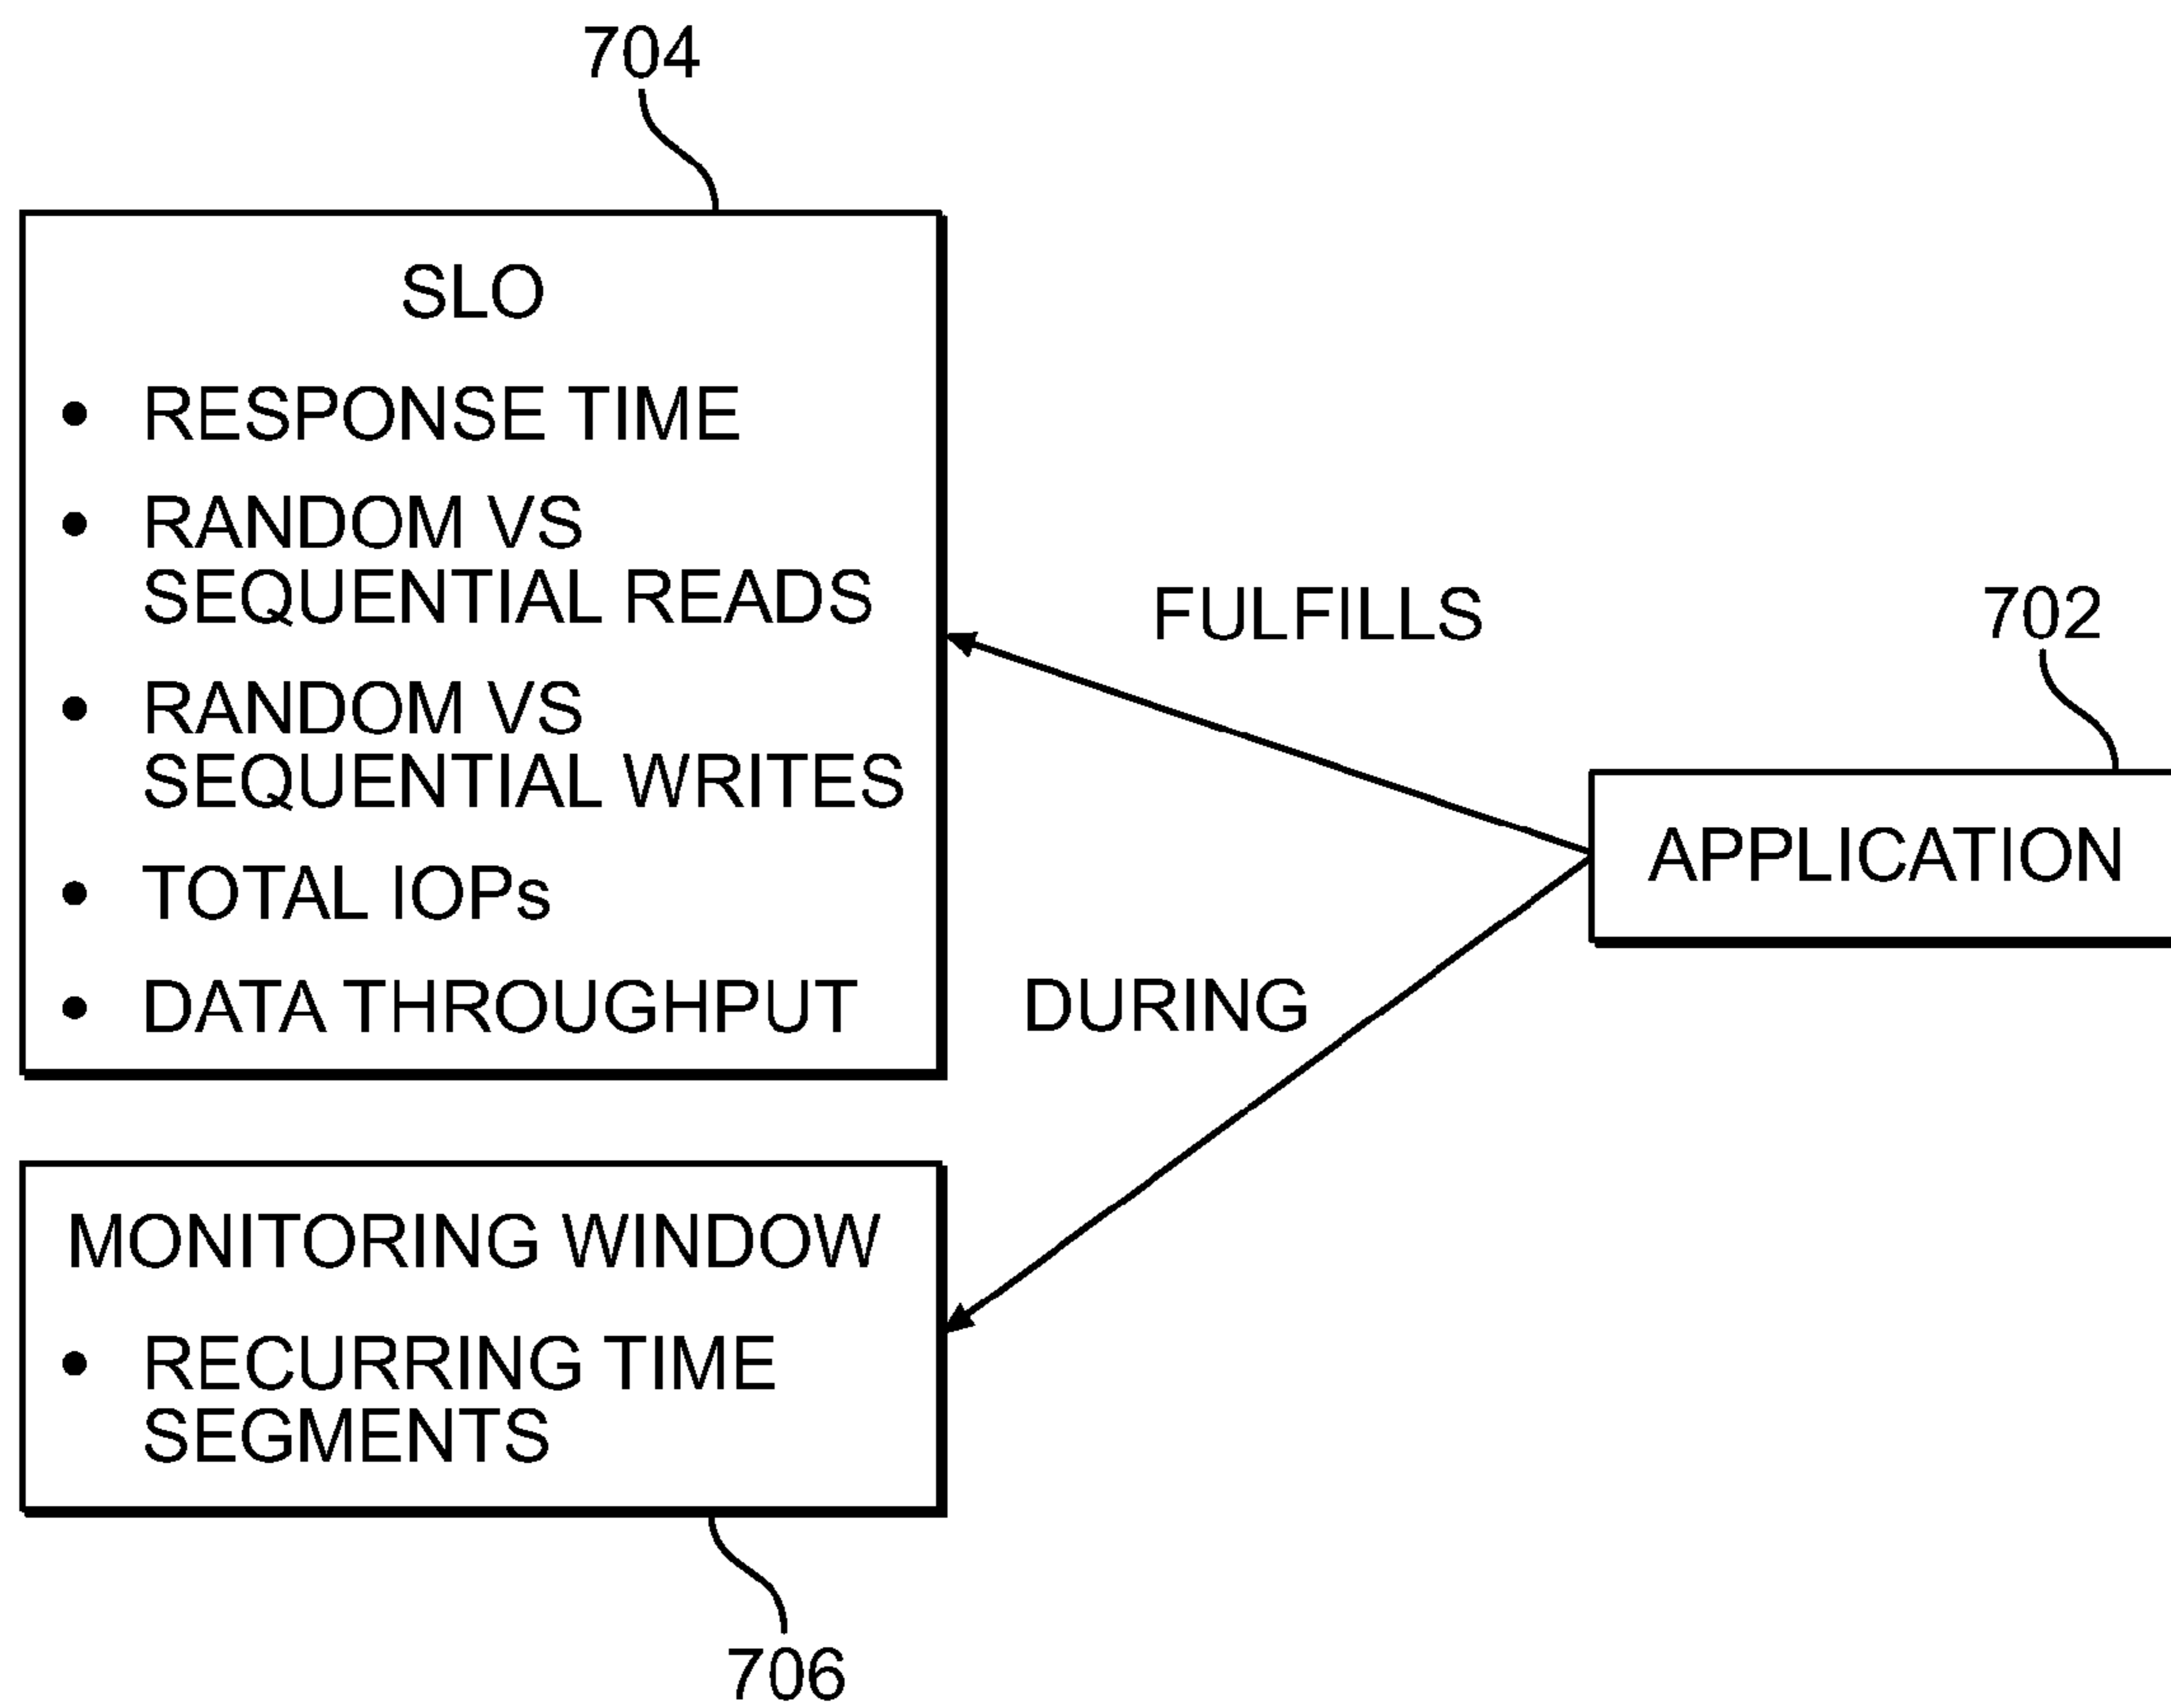 704
SLO
• RESPONSE TIME
• RANDOM VS
SEQUENTIAL READS
• RANDOM VS
SEQUENTIAL WRITES
• TOTAL IOPs
• DATA THROUGHPUT
FULFILLS
702
APPLICATION
DURING
MONITORING WINDOW
• RECURRING TIME
SEGMENTS
706